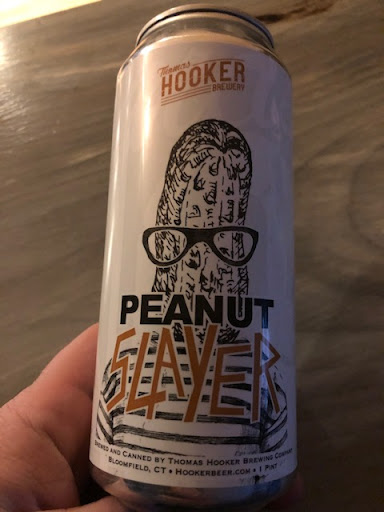 Thomas
HOOKER
BREWERY
PEANUT
SLAYER
BREWED AND CANNED BY THOMAS HOOKER BREWING COMPANY
BLOOMFIELD, CT • HOOKERBEER.COM • 1 PINT